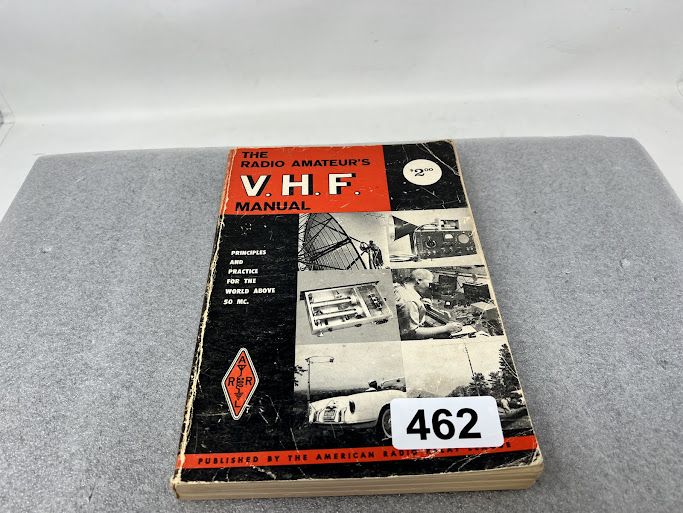 THE
RADIO AMATEUR'S
V.H.F.
MANUAL
$2.00
PRINCIPLES
AND
PRACTICE
FOR THE
WORLD ABOVE
50 MC.
A
R R
L
462
PUBLISHED BY THE AMERICAN RADIO